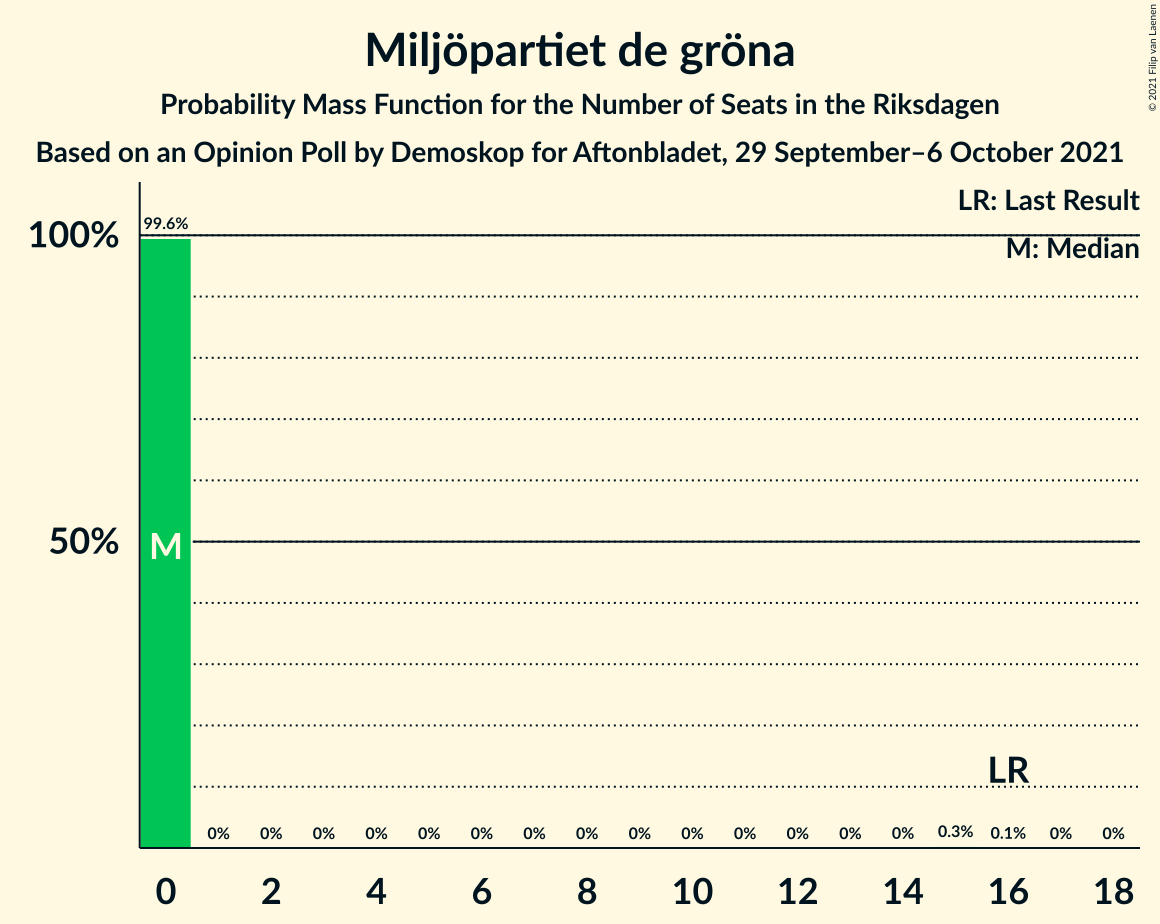 Miljöpartiet de gröna
Probability Mass Function for the Number of Seats in the Riksdagen
Based on an Opinion Poll by Demoskop for Aftonbladet, 29 September–6 October 2021
© 2021 Filip van Laenen
LR: Last Result
M: Median
99.6%
100%
50%
M
LR
0% 0% 0% 0% 0% 0% 0% 0% 0% 0% 0% 0% 0% 0% 0.3% 0.1% 0% 0%
0 2 4 6 8 10 12 14 16 18